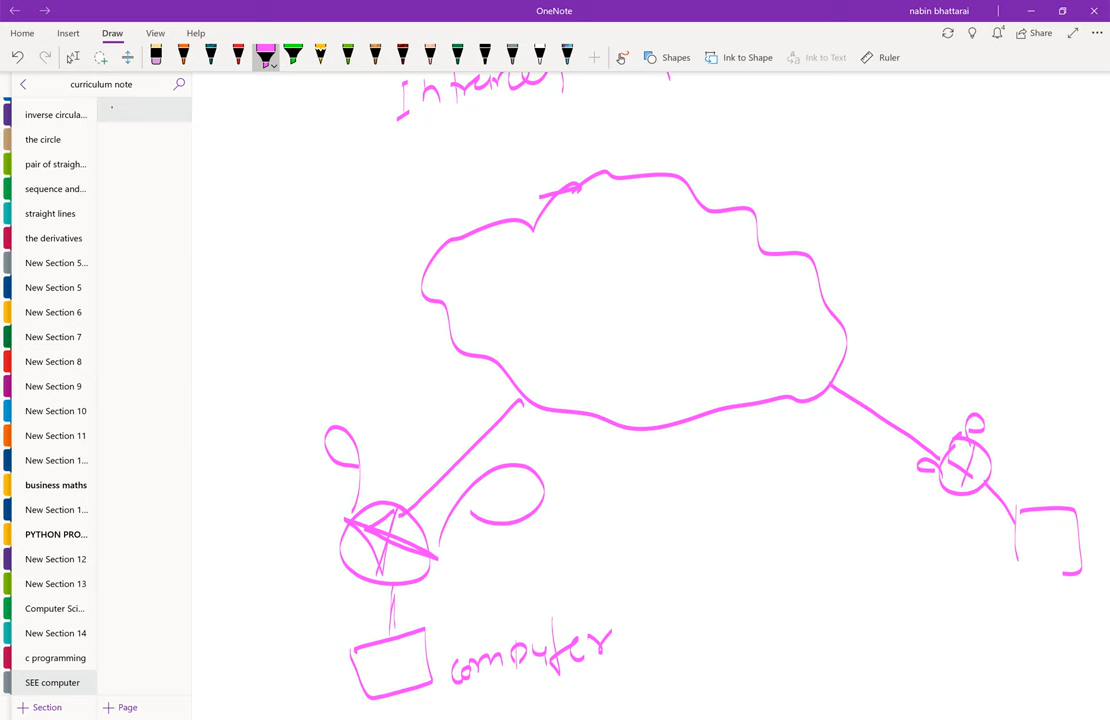 OneNote
nabin bhattarai
Home Insert Draw View Help
Share
Shapes
Ink to Shape
Ink to Text
Ruler
curriculum note
inverse circula...
the circle
pair of straigh...
sequence and...
straight lines
the derivatives
New Section 5...
New Section 5
New Section 6
New Section 7
New Section 8
New Section 9
New Section 10
New Section 11
New Section 1...
business maths
New Section 1...
PYTHON PRO...
New Section 12
New Section 13
Computer Sci...
New Section 14
c programming
SEE computer
Section
Page
computer